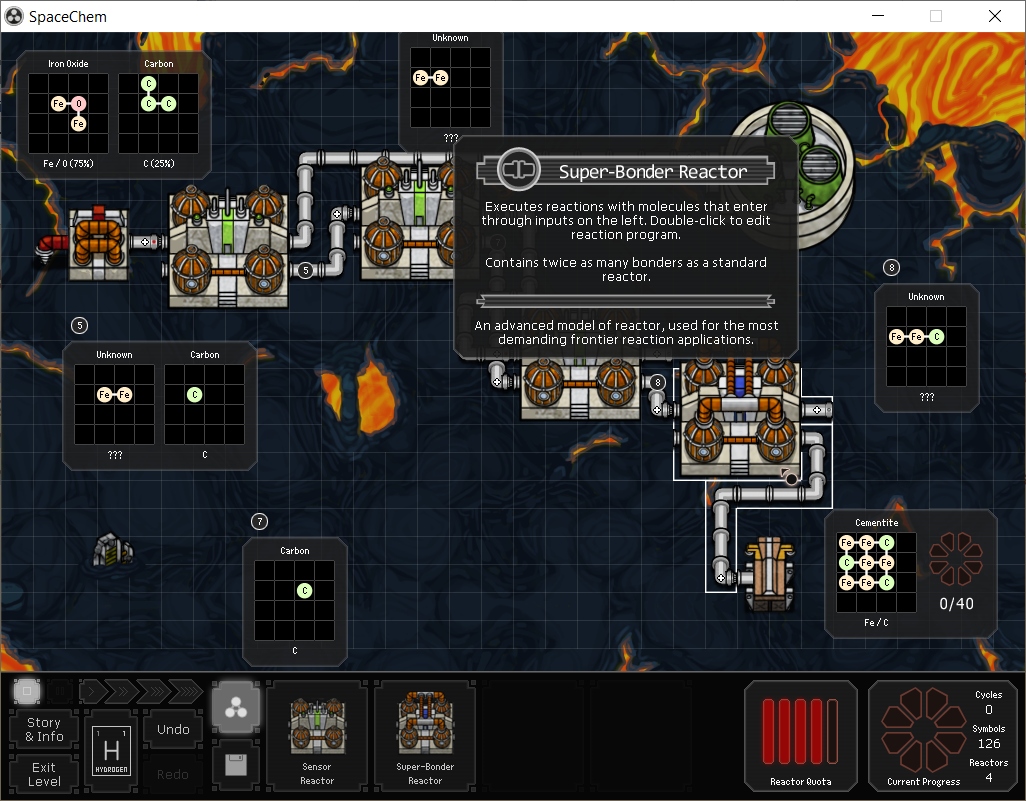 SpaceChem
Unknown
Iron Oxide
Carbon
Fe
Fe
C
Fe
O
C
C
Fe
Fe / O (75%)
C (25%)
???
Super-Bonder Reactor
Executes reactions with molecules that enter
through inputs on the left. Double-click to edit
reaction program.
Contains twice as many bonders as a standard
reactor.
An advanced model of reactor, used for the most
demanding frontier reaction applications.
5
7
8
8
Unknown
Fe
Fe
C
???
5
Unknown
Carbon
Fe
Fe
C
???
C
7
Carbon
C
C
Cementite
Fe
Fe
C
C
Fe
Fe
Fe
Fe
C
0/40
Fe / C
Story
& Info
Exit
Level
1
1
H
HYDROGEN
Undo
Redo
Sensor
Reactor
Super-Bonder
Reactor
Reactor Quota
Current Progress
Cycles
0
Symbols
126
Reactors
4